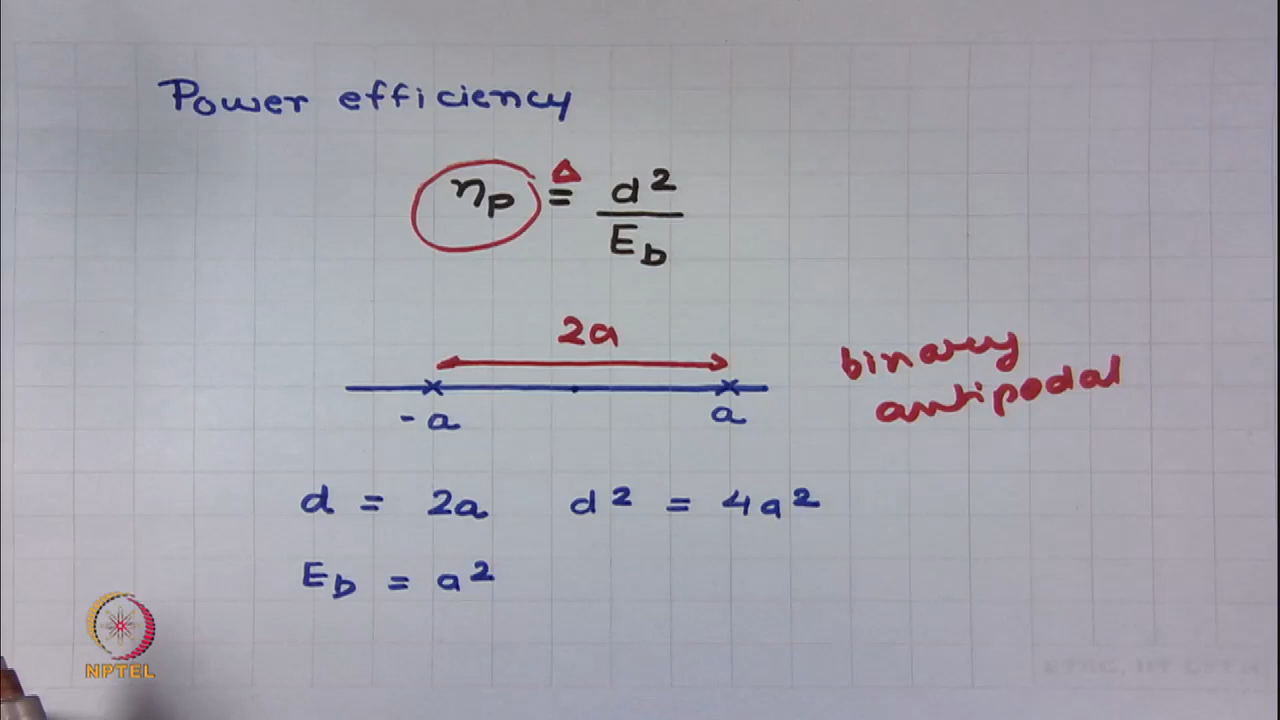 Power efficiency
ηp ≜ d² / Eb
2a
-a a
binary
antipodal
d = 2a d² = 4a²
Eb = a²
NPTEL